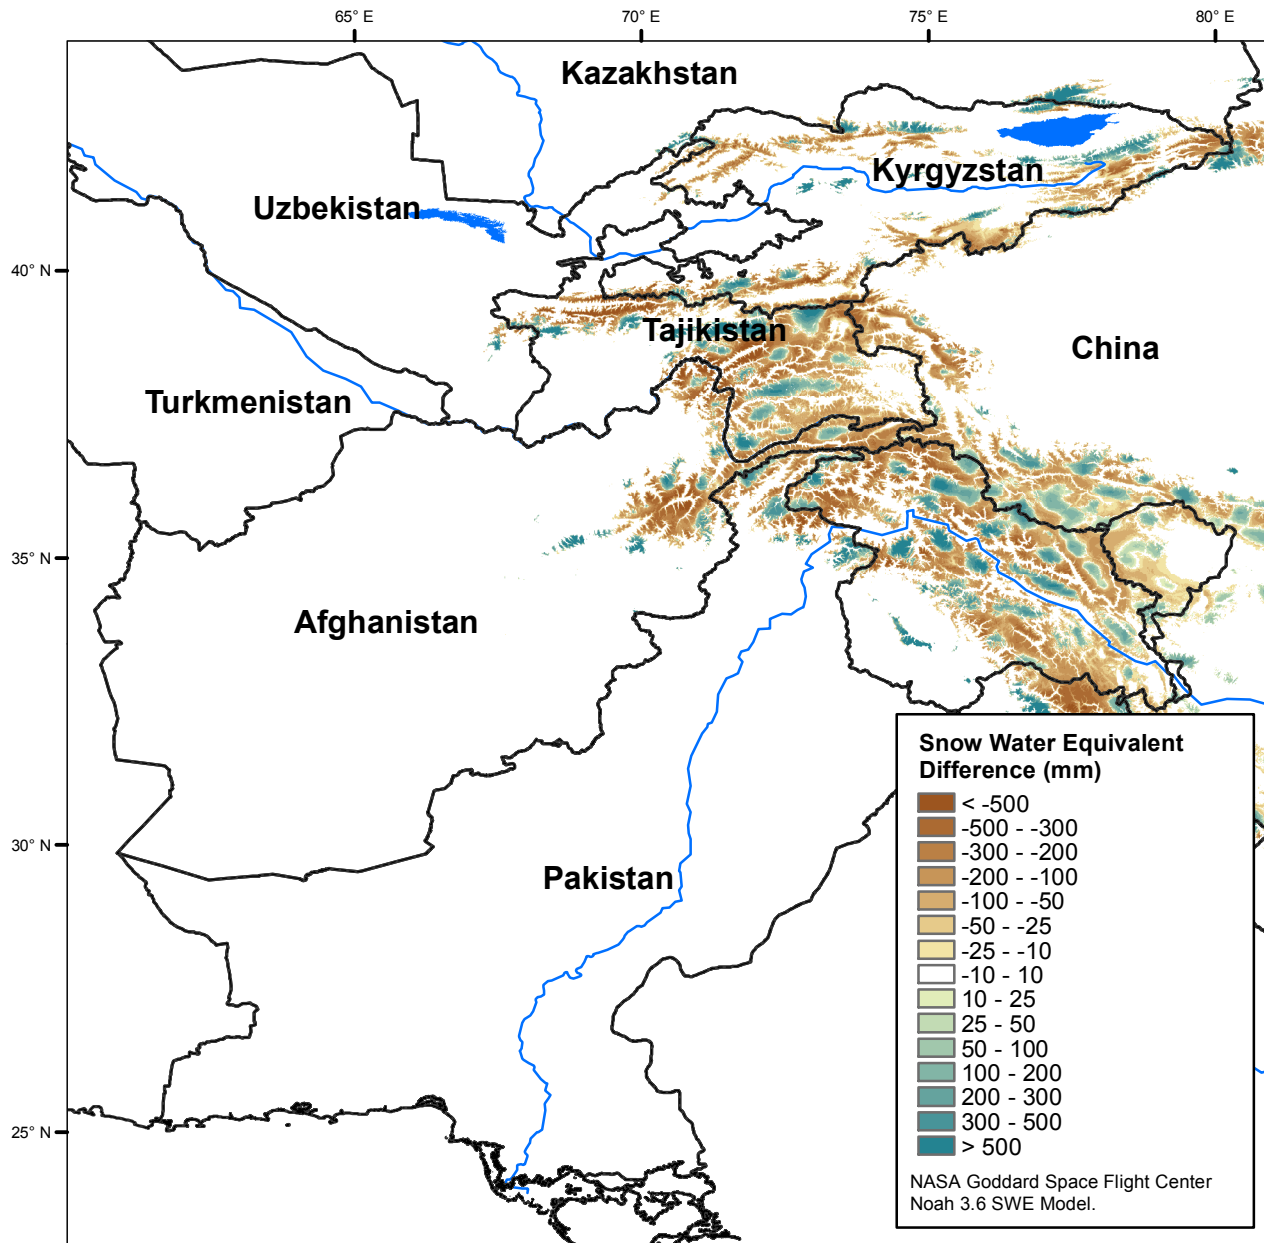 65° E
70° E
75° E
80° E
Kazakhstan
Kyrgyzstan
Uzbekistan
40° N
Tajikistan
China
Turkmenistan
35° N
Afghanistan
Snow Water Equivalent
Difference (mm)
< -500
-500 - -300
-300 - -200
-200 - -100
-100 - -50
-50 - -25
-25 - -10
-10 - 10
10 - 25
25 - 50
50 - 100
100 - 200
200 - 300
300 - 500
> 500
NASA Goddard Space Flight Center
Noah 3.6 SWE Model.
30° N
Pakistan
25° N